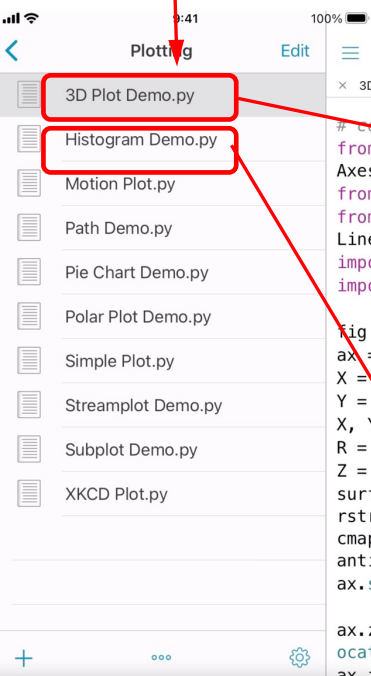 9:41
100%
Plotting
Edit
3D Plot Demo.py
Histogram Demo.py
Motion Plot.py
Path Demo.py
Pie Chart Demo.py
Polar Plot Demo.py
Simple Plot.py
Streamplot Demo.py
Subplot Demo.py
XKCD Plot.py
× 3D
from
Axes
from
from
Line
impo
impo
fig
ax =
X =
Y =
X, Y
R =
Z =
surf
rstr
cmap
anti
ax.s
ax.z
ocat